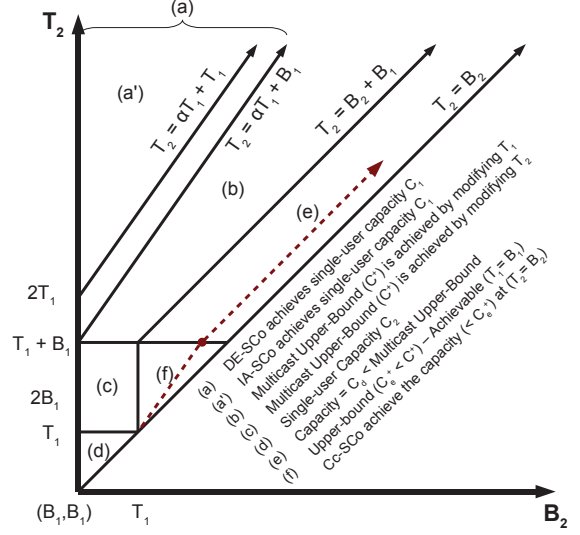 (a)
T₂
(a')
T₂ = αT₁ + T₁
T₂ = αT₁ + B₁
T₂ = B₂ + B₁
T₂ = B₂
(b)
(e)
2T₁
T₁ + B₁
(c)
(f)
2B₁
T₁
(d)
(B₁,B₁)
T₁
B₂
(a) DE-SCo achieves single-user capacity C₁
(a') IA-SCo achieves single-user capacity C₁
(b) Multicast Upper-Bound (C⁺) is achieved by modifying T₁
(c) Multicast Upper-Bound (C⁺) is achieved by modifying T₂
(d) Single-user Capacity C₂
(e) Capacity = C_d < Multicast Upper-Bound
(f) Upper-bound (C_e⁺ < C⁺) – Achievable (T₁ = B₁)
Cc-SCo achieve the capacity (< C_e⁺) at (T₂ = B₂)